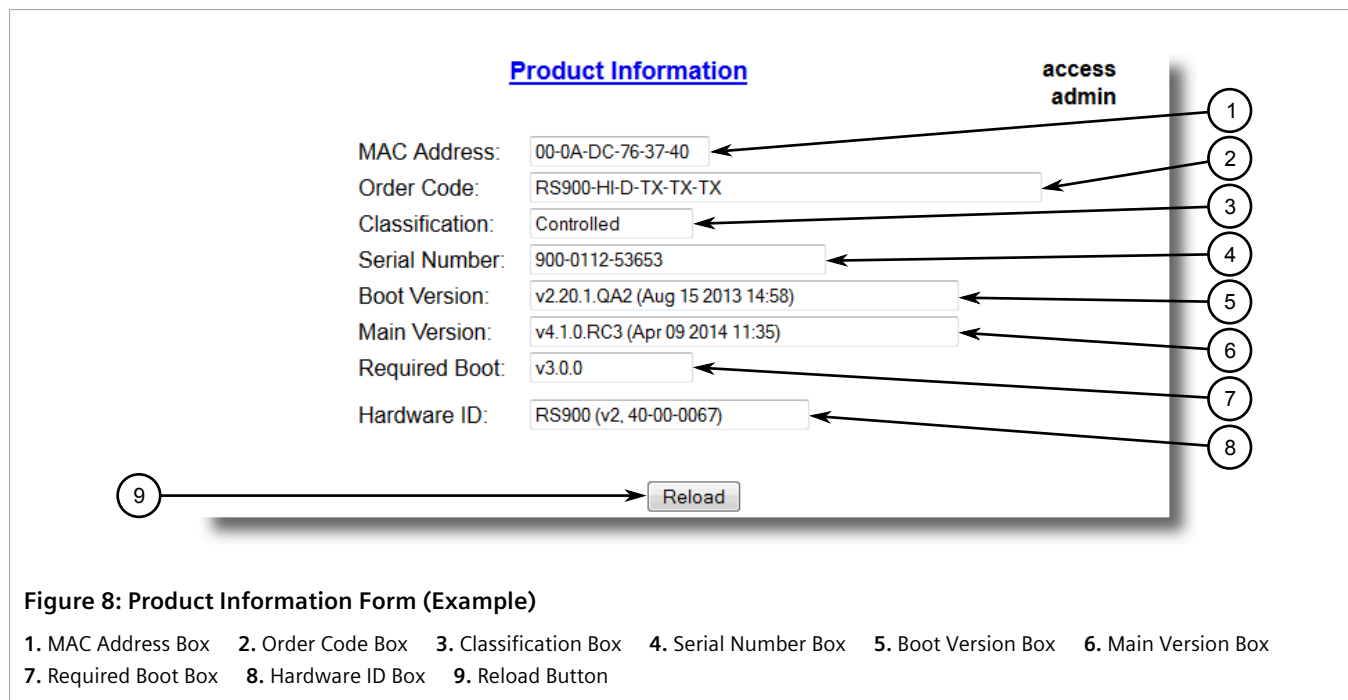 Product Information
access
admin
1
MAC Address: 00-0A-DC-76-37-40
2
Order Code: RS900-HI-D-TX-TX-TX
3
Classification: Controlled
4
Serial Number: 900-0112-53653
5
Boot Version: v2.20.1.QA2 (Aug 15 2013 14:58)
Main Version: v4.1.0.RC3 (Apr 09 2014 11:35)
6
Required Boot: v3.0.0
7
Hardware ID: RS900 (v2, 40-00-0067)
8
9
Reload
Figure 8: Product Information Form (Example)
1. MAC Address Box 2. Order Code Box 3. Classification Box 4. Serial Number Box 5. Boot Version Box 6. Main Version Box
7. Required Boot Box 8. Hardware ID Box 9. Reload Button